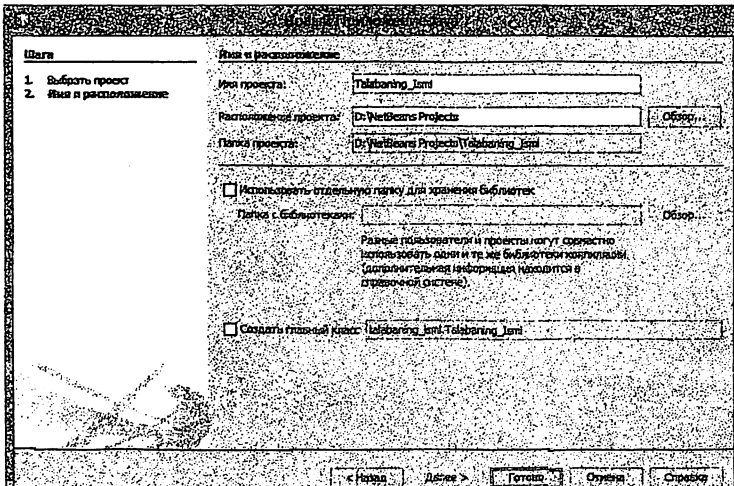 Шаги
1. Выбрать проект
2. Имя и расположение
Имя и расположение
Имя проекта: Talabaning_Ismi
Расположение проекта: D:\NetBeans Projects Обзор...
Папка проекта: D:\NetBeans Projects\Talabaning_Ismi
Использовать отдельную папку для хранения библиотек
Папка с библиотеками: Обзор...
Разные пользователи и проекты могут совместно
использовать одни и те же библиотеки компиляции
(дополнительная информация находится в
справочной системе).
Создать главный класс talabaning_ismi.Talabaning_Ismi
< Назад Далее > Готово Отмена Справка